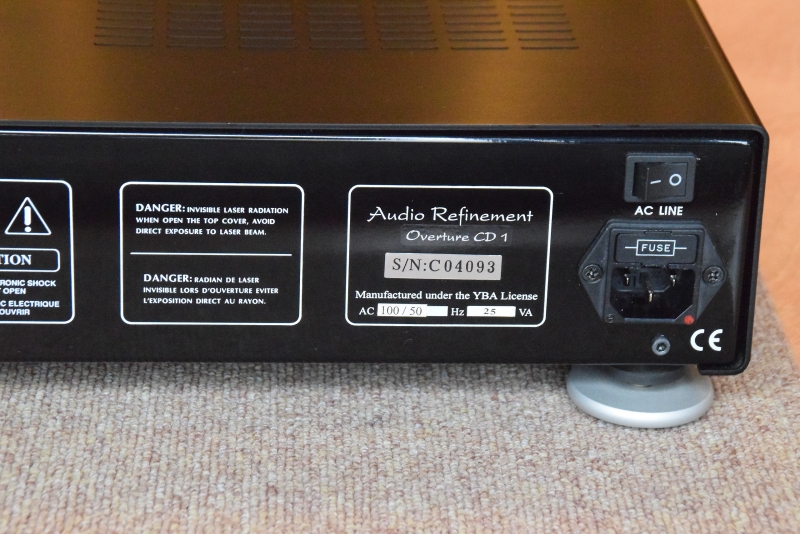 TION
RONIC SHOCK
OPEN
C ELECTRIQUE
OUVRIR
DANGER: INVISIBLE LASER RADIATION
WHEN OPEN THE TOP COVER, AVOID
DIRECT EXPOSURE TO LASER BEAM.
DANGER: RADIAN DE LASER
INVISIBLE LORS D'OUVERTURE EVITER
L'EXPOSITION DIRECT AU RAYON.
Audio Refinement
Overture CD 1
S/N:C04093
Manufactured under the YBA License
AC 100/50 Hz 25 VA
AC LINE
FUSE
CE